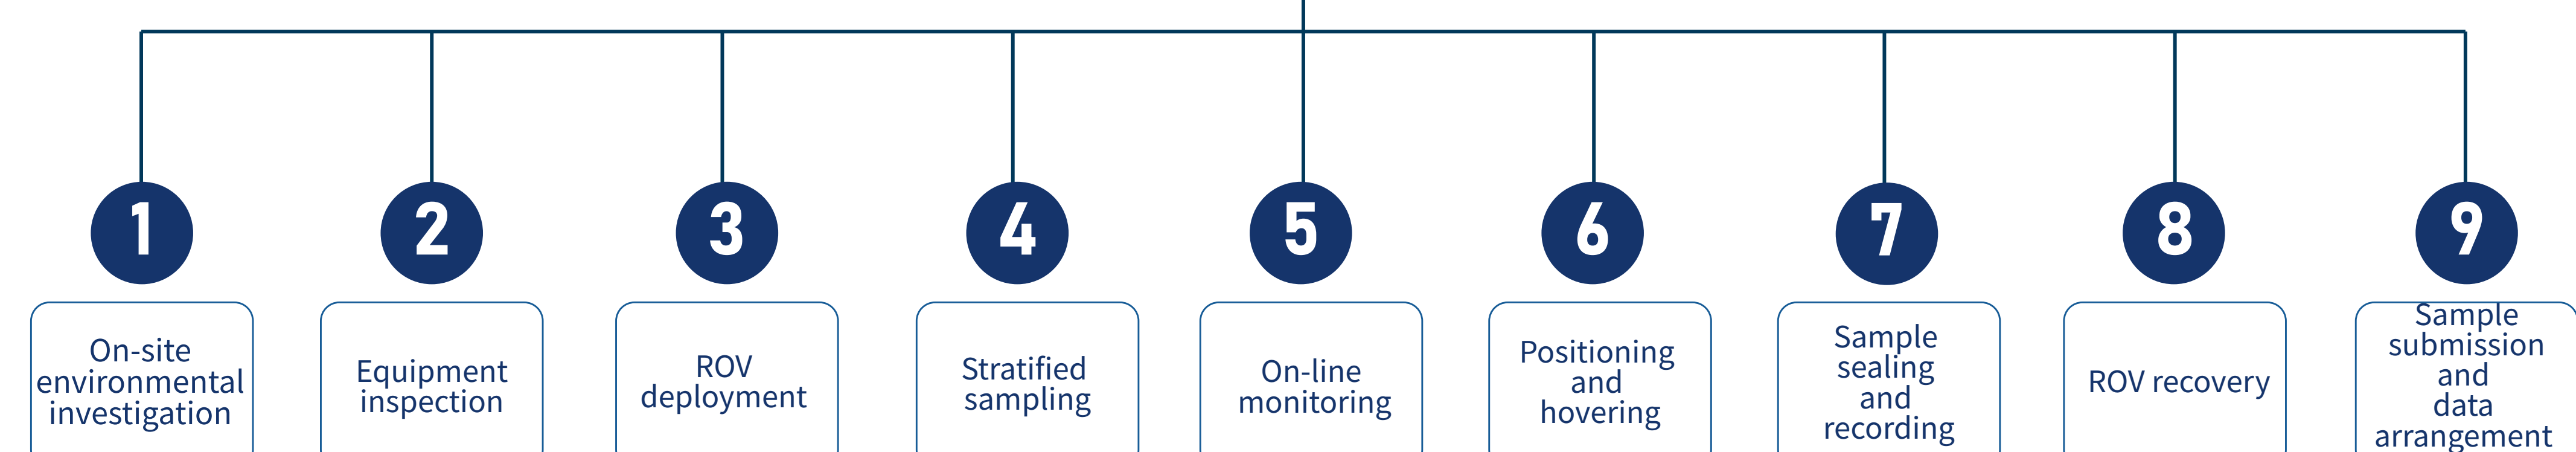 1
2
3
4
5
6
7
8
9
On-site
environmental
investigation
Equipment
inspection
ROV
deployment
Stratified
sampling
On-line
monitoring
Positioning
and
hovering
Sample
sealing
and
recording
ROV recovery
Sample
submission
and
data
arrangement